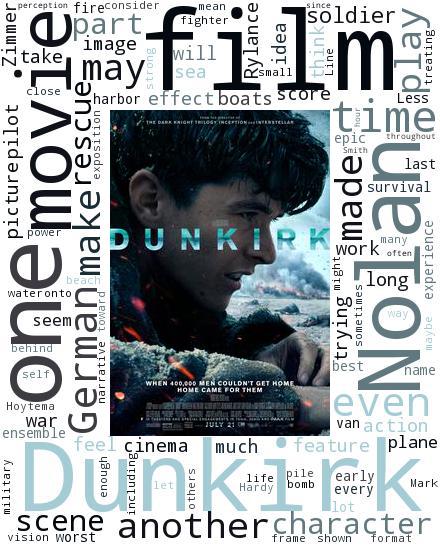 perception
fire
consider
mean
fighter
part
Zimmer
image
take
may
movie
close
rescue
harbor
strong
will
sea
effect
film
boats
Rylance
small
idea
score
since
think
Line
soldier
play
treating
Less
time
hour
throughout
epic
Smith
picture
pilot
exposition
one
power
make
water
onto
beach
seem
German
toward
narrative
behind
self
Hoytema
war
ensemble
FROM THE DIRECTOR OF
THE DARK KNIGHT TRILOGY INCEPTION AND INTERSTELLAR
DUNKIRK
WHEN 400,000 MEN COULDN'T GET HOME
HOME CAME FOR THEM
JULY 21
made
last
survival
Nolan
work
many
often
experience
might
long
trying
sometimes
way
maybe
best
name
even
van
action
feel
cinema
much
feature
plane
Dunkirk
military
enough
including
let
others
life
Hardy
pile
bomb
early
every
lot
Mark
scene
another
character
vision
worst
frame
shown
format